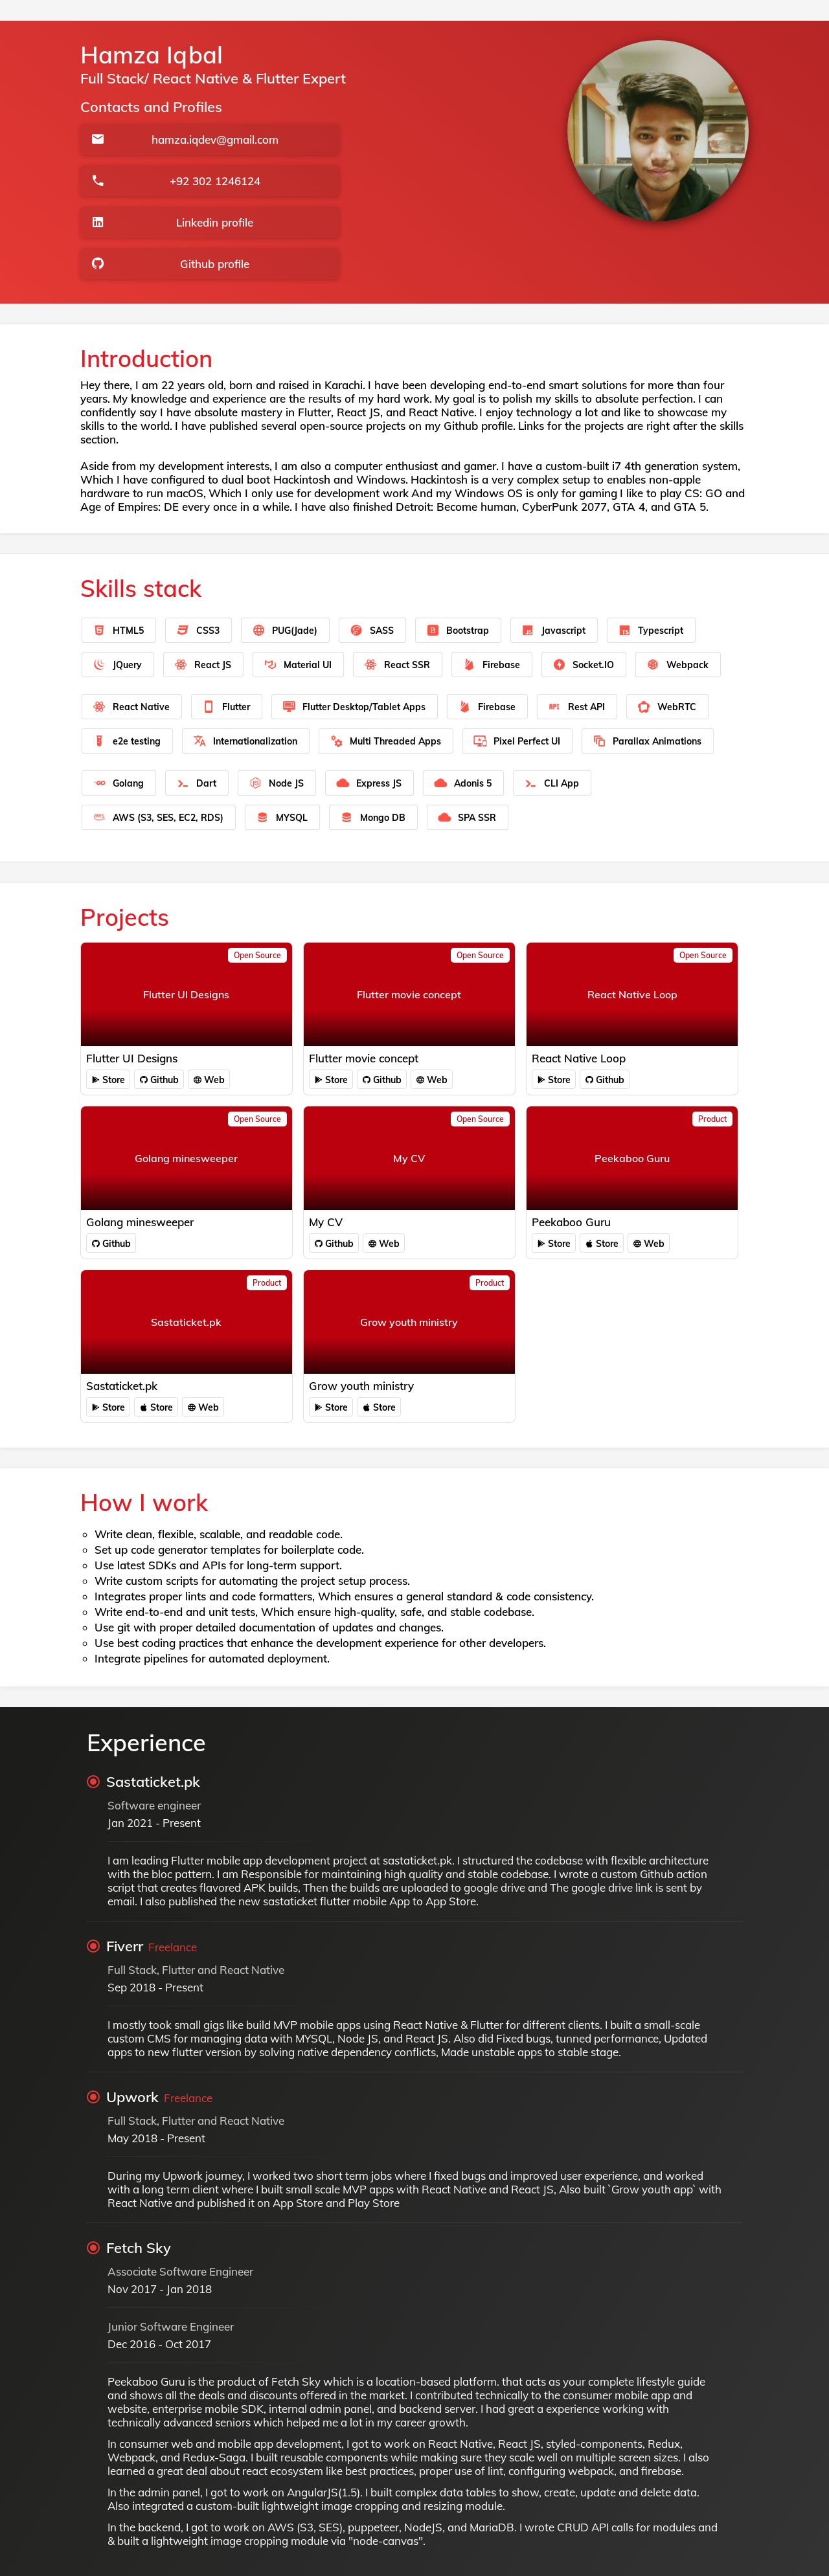 Hamza Iqbal
Full Stack/ React Native & Flutter Expert
Contacts and Profiles
hamza.iqdev@gmail.com
+92 302 1246124
Linkedin profile
Github profile
Introduction
Hey there, I am 22 years old, born and raised in Karachi. I have been developing end-to-end smart solutions for more than four
years. My knowledge and experience are the results of my hard work. My goal is to polish my skills to absolute perfection. I can
confidently say I have absolute mastery in Flutter, React JS, and React Native. I enjoy technology a lot and like to showcase my
skills to the world. I have published several open-source projects on my Github profile. Links for the projects are right after the skills
section.
Aside from my development interests, I am also a computer enthusiast and gamer. I have a custom-built i7 4th generation system,
Which I have configured to dual boot Hackintosh and Windows. Hackintosh is a very complex setup to enables non-apple
hardware to run macOS, Which I only use for development work And my Windows OS is only for gaming I like to play CS: GO and
Age of Empires: DE every once in a while. I have also finished Detroit: Become human, CyberPunk 2077, GTA 4, and GTA 5.
Skills stack
HTML5 CSS3 PUG(Jade) SASS Bootstrap Javascript Typescript
JQuery React JS Material UI React SSR Firebase Socket.IO Webpack
React Native Flutter Flutter Desktop/Tablet Apps Firebase Rest API WebRTC
e2e testing Internationalization Multi Threaded Apps Pixel Perfect UI Parallax Animations
Golang Dart Node JS Express JS Adonis 5 CLI App
AWS (S3, SES, EC2, RDS) MYSQL Mongo DB SPA SSR
Projects
Open Source Open Source Open Source
Flutter UI Designs Flutter movie concept React Native Loop
Flutter UI Designs Flutter movie concept React Native Loop
Store Github Web Store Github Web Store Github
Open Source Open Source Product
Golang minesweeper My CV Peekaboo Guru
Golang minesweeper My CV Peekaboo Guru
Github Github Web Store Store Web
Product Product
Sastaticket.pk Grow youth ministry
Sastaticket.pk Grow youth ministry
Store Store Web Store Store
How I work
Write clean, flexible, scalable, and readable code.
Set up code generator templates for boilerplate code.
Use latest SDKs and APIs for long-term support.
Write custom scripts for automating the project setup process.
Integrates proper lints and code formatters, Which ensures a general standard & code consistency.
Write end-to-end and unit tests, Which ensure high-quality, safe, and stable codebase.
Use git with proper detailed documentation of updates and changes.
Use best coding practices that enhance the development experience for other developers.
Integrate pipelines for automated deployment.
Experience
Sastaticket.pk
Software engineer
Jan 2021 - Present
I am leading Flutter mobile app development project at sastaticket.pk. I structured the codebase with flexible architecture
with the bloc pattern. I am Responsible for maintaining high quality and stable codebase. I wrote a custom Github action
script that creates flavored APK builds, Then the builds are uploaded to google drive and The google drive link is sent by
email. I also published the new sastaticket flutter mobile App to App Store.
Fiverr Freelance
Full Stack, Flutter and React Native
Sep 2018 - Present
I mostly took small gigs like build MVP mobile apps using React Native & Flutter for different clients. I built a small-scale
custom CMS for managing data with MYSQL, Node JS, and React JS. Also did Fixed bugs, tunned performance, Updated
apps to new flutter version by solving native dependency conflicts, Made unstable apps to stable stage.
Upwork Freelance
Full Stack, Flutter and React Native
May 2018 - Present
During my Upwork journey, I worked two short term jobs where I fixed bugs and improved user experience, and worked
with a long term client where I built small scale MVP apps with React Native and React JS, Also built `Grow youth app` with
React Native and published it on App Store and Play Store
Fetch Sky
Associate Software Engineer
Nov 2017 - Jan 2018
Junior Software Engineer
Dec 2016 - Oct 2017
Peekaboo Guru is the product of Fetch Sky which is a location-based platform. that acts as your complete lifestyle guide
and shows all the deals and discounts offered in the market. I contributed technically to the consumer mobile app and
website, enterprise mobile SDK, internal admin panel, and backend server. I had great a experience working with
technically advanced seniors which helped me a lot in my career growth.
In consumer web and mobile app development, I got to work on React Native, React JS, styled-components, Redux,
Webpack, and Redux-Saga. I built reusable components while making sure they scale well on multiple screen sizes. I also
learned a great deal about react ecosystem like best practices, proper use of lint, configuring webpack, and firebase.
In the admin panel, I got to work on AngularJS(1.5). I built complex data tables to show, create, update and delete data.
Also integrated a custom-built lightweight image cropping and resizing module.
In the backend, I got to work on AWS (S3, SES), puppeteer, NodeJS, and MariaDB. I wrote CRUD API calls for modules and
& built a lightweight image cropping module via "node-canvas".